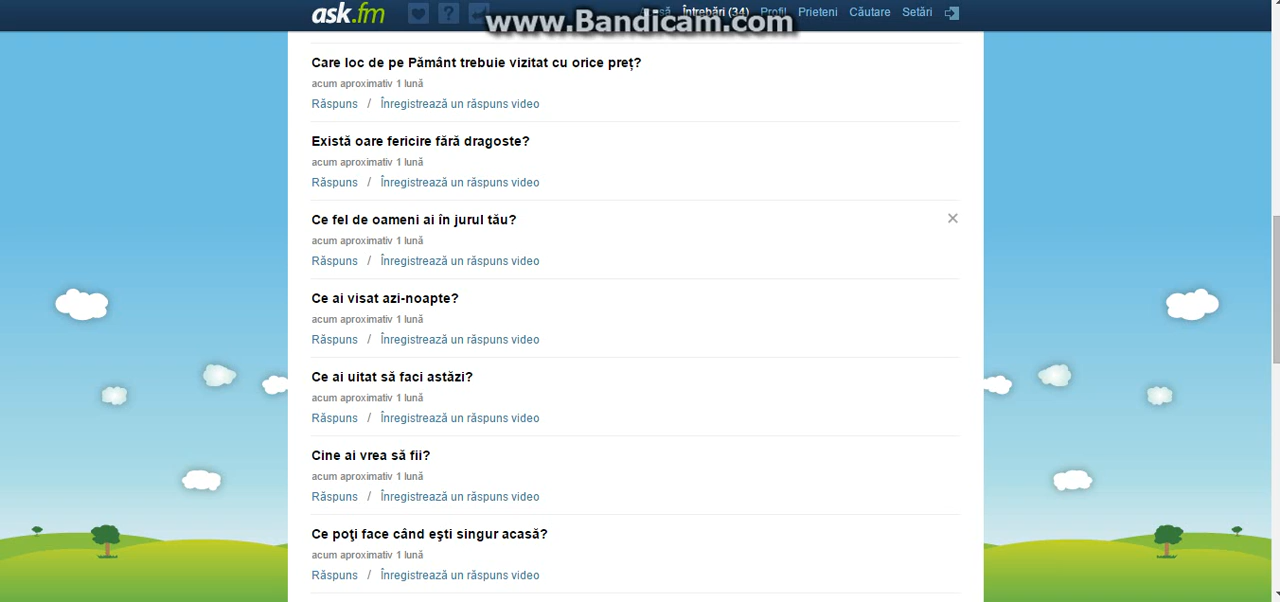 ask.fm Întrebări (34) Profil Prieteni Căutare Setări
www.Bandicam.com
Care loc de pe Pământ trebuie vizitat cu orice preț?
acum aproximativ 1 lună
Răspuns / Înregistrează un răspuns video
Există oare fericire fără dragoste?
acum aproximativ 1 lună
Răspuns / Înregistrează un răspuns video
Ce fel de oameni ai în jurul tău?
acum aproximativ 1 lună
Răspuns / Înregistrează un răspuns video
Ce ai visat azi-noapte?
acum aproximativ 1 lună
Răspuns / Înregistrează un răspuns video
Ce ai uitat să faci astăzi?
acum aproximativ 1 lună
Răspuns / Înregistrează un răspuns video
Cine ai vrea să fii?
acum aproximativ 1 lună
Răspuns / Înregistrează un răspuns video
Ce poţi face când eşti singur acasă?
acum aproximativ 1 lună
Răspuns / Înregistrează un răspuns video